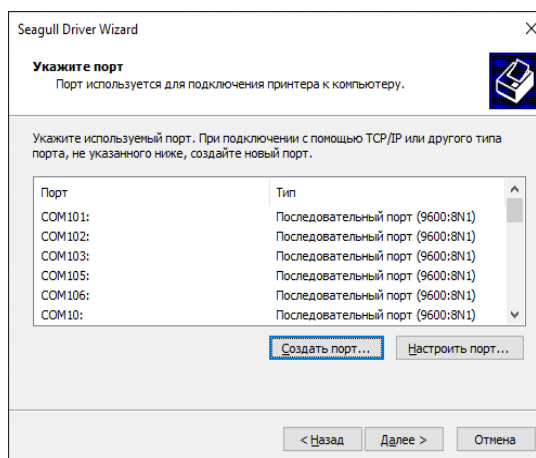 Seagull Driver Wizard
Укажите порт
Порт используется для подключения принтера к компьютеру.
Укажите используемый порт. При подключении с помощью TCP/IP или другого типа
порта, не указанного ниже, создайте новый порт.
Порт Тип
COM101: Последовательный порт (9600:8N1)
COM102: Последовательный порт (9600:8N1)
COM103: Последовательный порт (9600:8N1)
COM105: Последовательный порт (9600:8N1)
COM106: Последовательный порт (9600:8N1)
COM10: Последовательный порт (9600:8N1)
Создать порт... Настроить порт...
< Назад Далее > Отмена